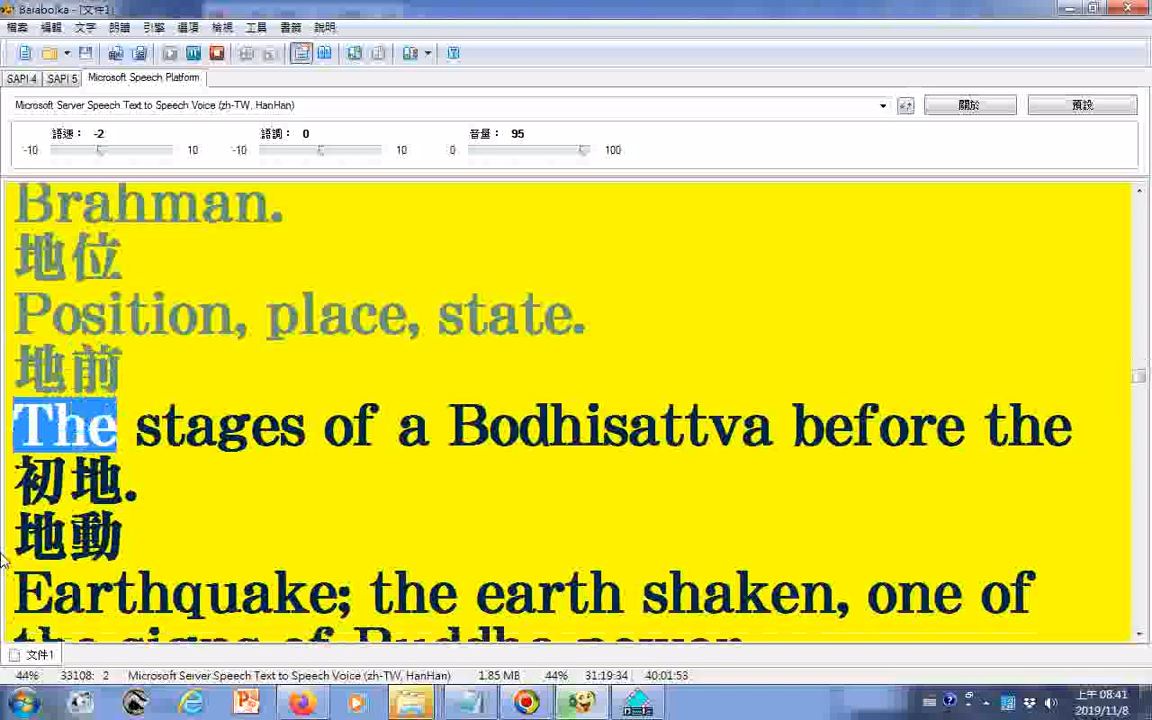 Balabolka - [文件1]
檔案 編輯 文字 朗讀 引擎 選項 檢視 工具 書籤 說明
SAPI 4 SAPI 5 Microsoft Speech Platform
Microsoft Server Speech Text to Speech Voice (zh-TW, HanHan) 關於 預設
語速： -2 語調： 0 音量： 95
-10 10 -10 10 0 100
Brahman.
地位
Position, place, state.
地前
The stages of a Bodhisattva before the
初地.
地動
Earthquake; the earth shaken, one of
the signs of Buddha power
文件1
44% 33108: 2 Microsoft Server Speech Text to Speech Voice (zh-TW, HanHan) 1.85 MB 44% 31:19:34 40:01:53
上午 08:41
2019/11/8